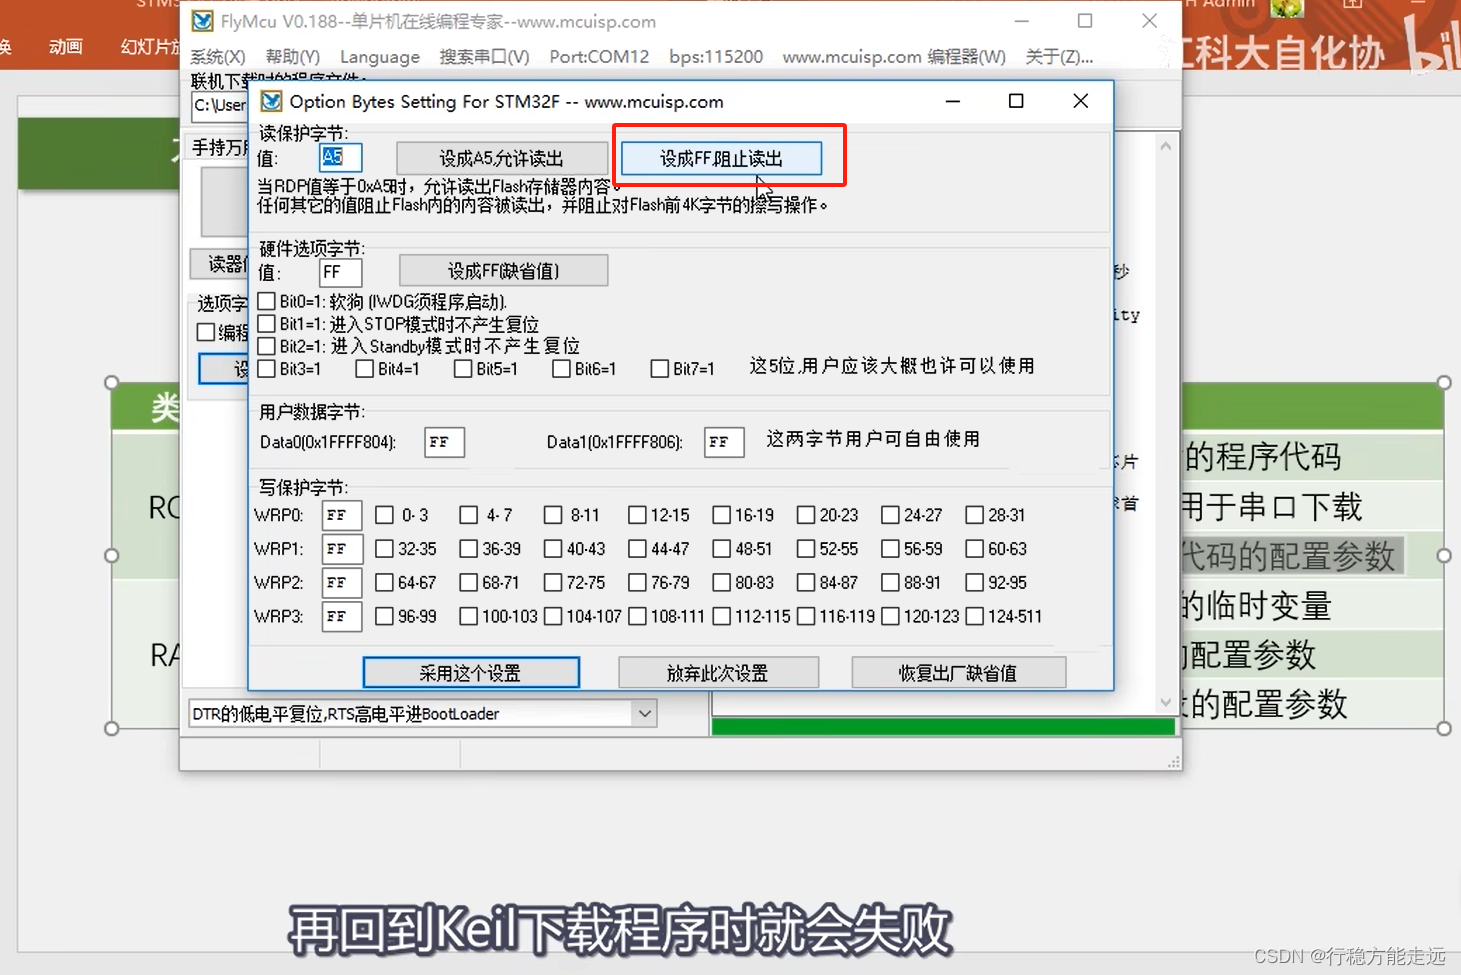 H Admin
换
动画
幻灯片放
江科大自化协
bili
FlyMcu V0.188--单片机在线编程专家--www.mcuisp.com
系统(X) 帮助(Y) Language 搜索串口(V) Port:COM12 bps:115200 www.mcuisp.com 编程器(W) 关于(Z)...
联机下载时的程序文件:
C:\User
手持万用
读器件
选项字
编程
设
秒
ity
芯片
Option Bytes Setting For STM32F -- www.mcuisp.com
读保护字节:
值: A5 设成A5,允许读出 设成FF,阻止读出
当RDP值等于0xA5时，允许读出Flash存储器内容。
任何其它的值阻止Flash内的内容被读出，并阻止对Flash前4K字节的擦写操作。
硬件选项字节:
值: FF 设成FF(缺省值)
Bit0=1: 软狗 (IWDG须程序启动).
Bit1=1: 进入STOP模式时不产生复位
Bit2=1: 进入Standby模式时不产生复位
Bit3=1 Bit4=1 Bit5=1 Bit6=1 Bit7=1 这5位,用户应该大概也许可以使用
用户数据字节:
Data0(0x1FFFF804): FF Data1(0x1FFFF806): FF 这两字节用户可自由使用
写保护字节:
WRP0: FF 0-3 4-7 8-11 12-15 16-19 20-23 24-27 28-31
WRP1: FF 32-35 36-39 40-43 44-47 48-51 52-55 56-59 60-63
WRP2: FF 64-67 68-71 72-75 76-79 80-83 84-87 88-91 92-95
WRP3: FF 96-99 100-103 104-107 108-111 112-115 116-119 120-123 124-511
采用这个设置 放弃此次设置 恢复出厂缺省值
DTR的低电平复位,RTS高电平进BootLoader
类
RO
RA
的程序代码
用于串口下载
代码的配置参数
的临时变量
的配置参数
的配置参数
再回到Keil下载程序时就会失败
CSDN @行稳方能走远